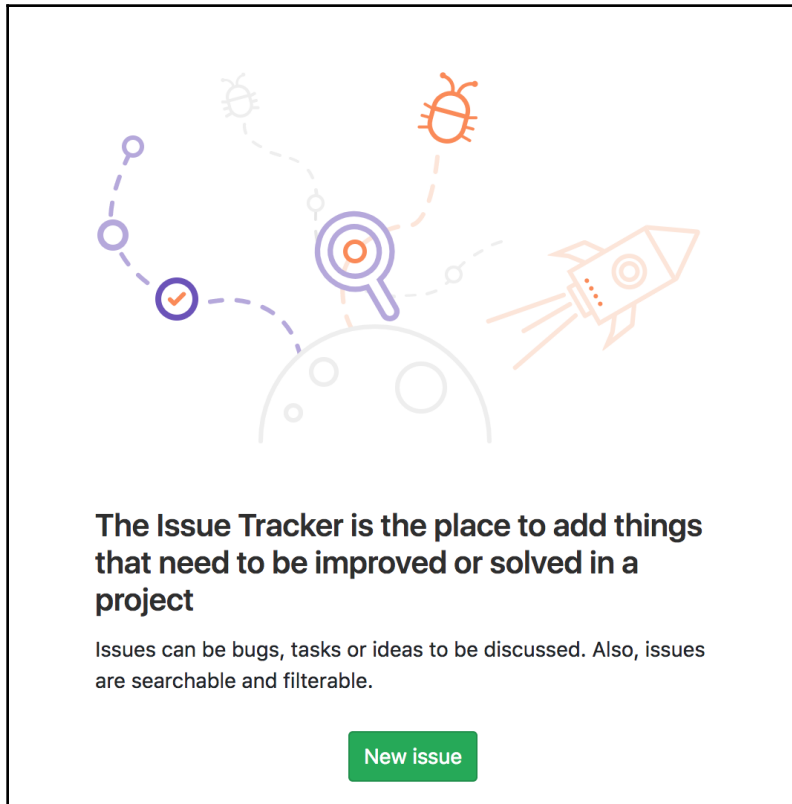 The Issue Tracker is the place to add things
that need to be improved or solved in a
project
Issues can be bugs, tasks or ideas to be discussed. Also, issues
are searchable and filterable.
New issue